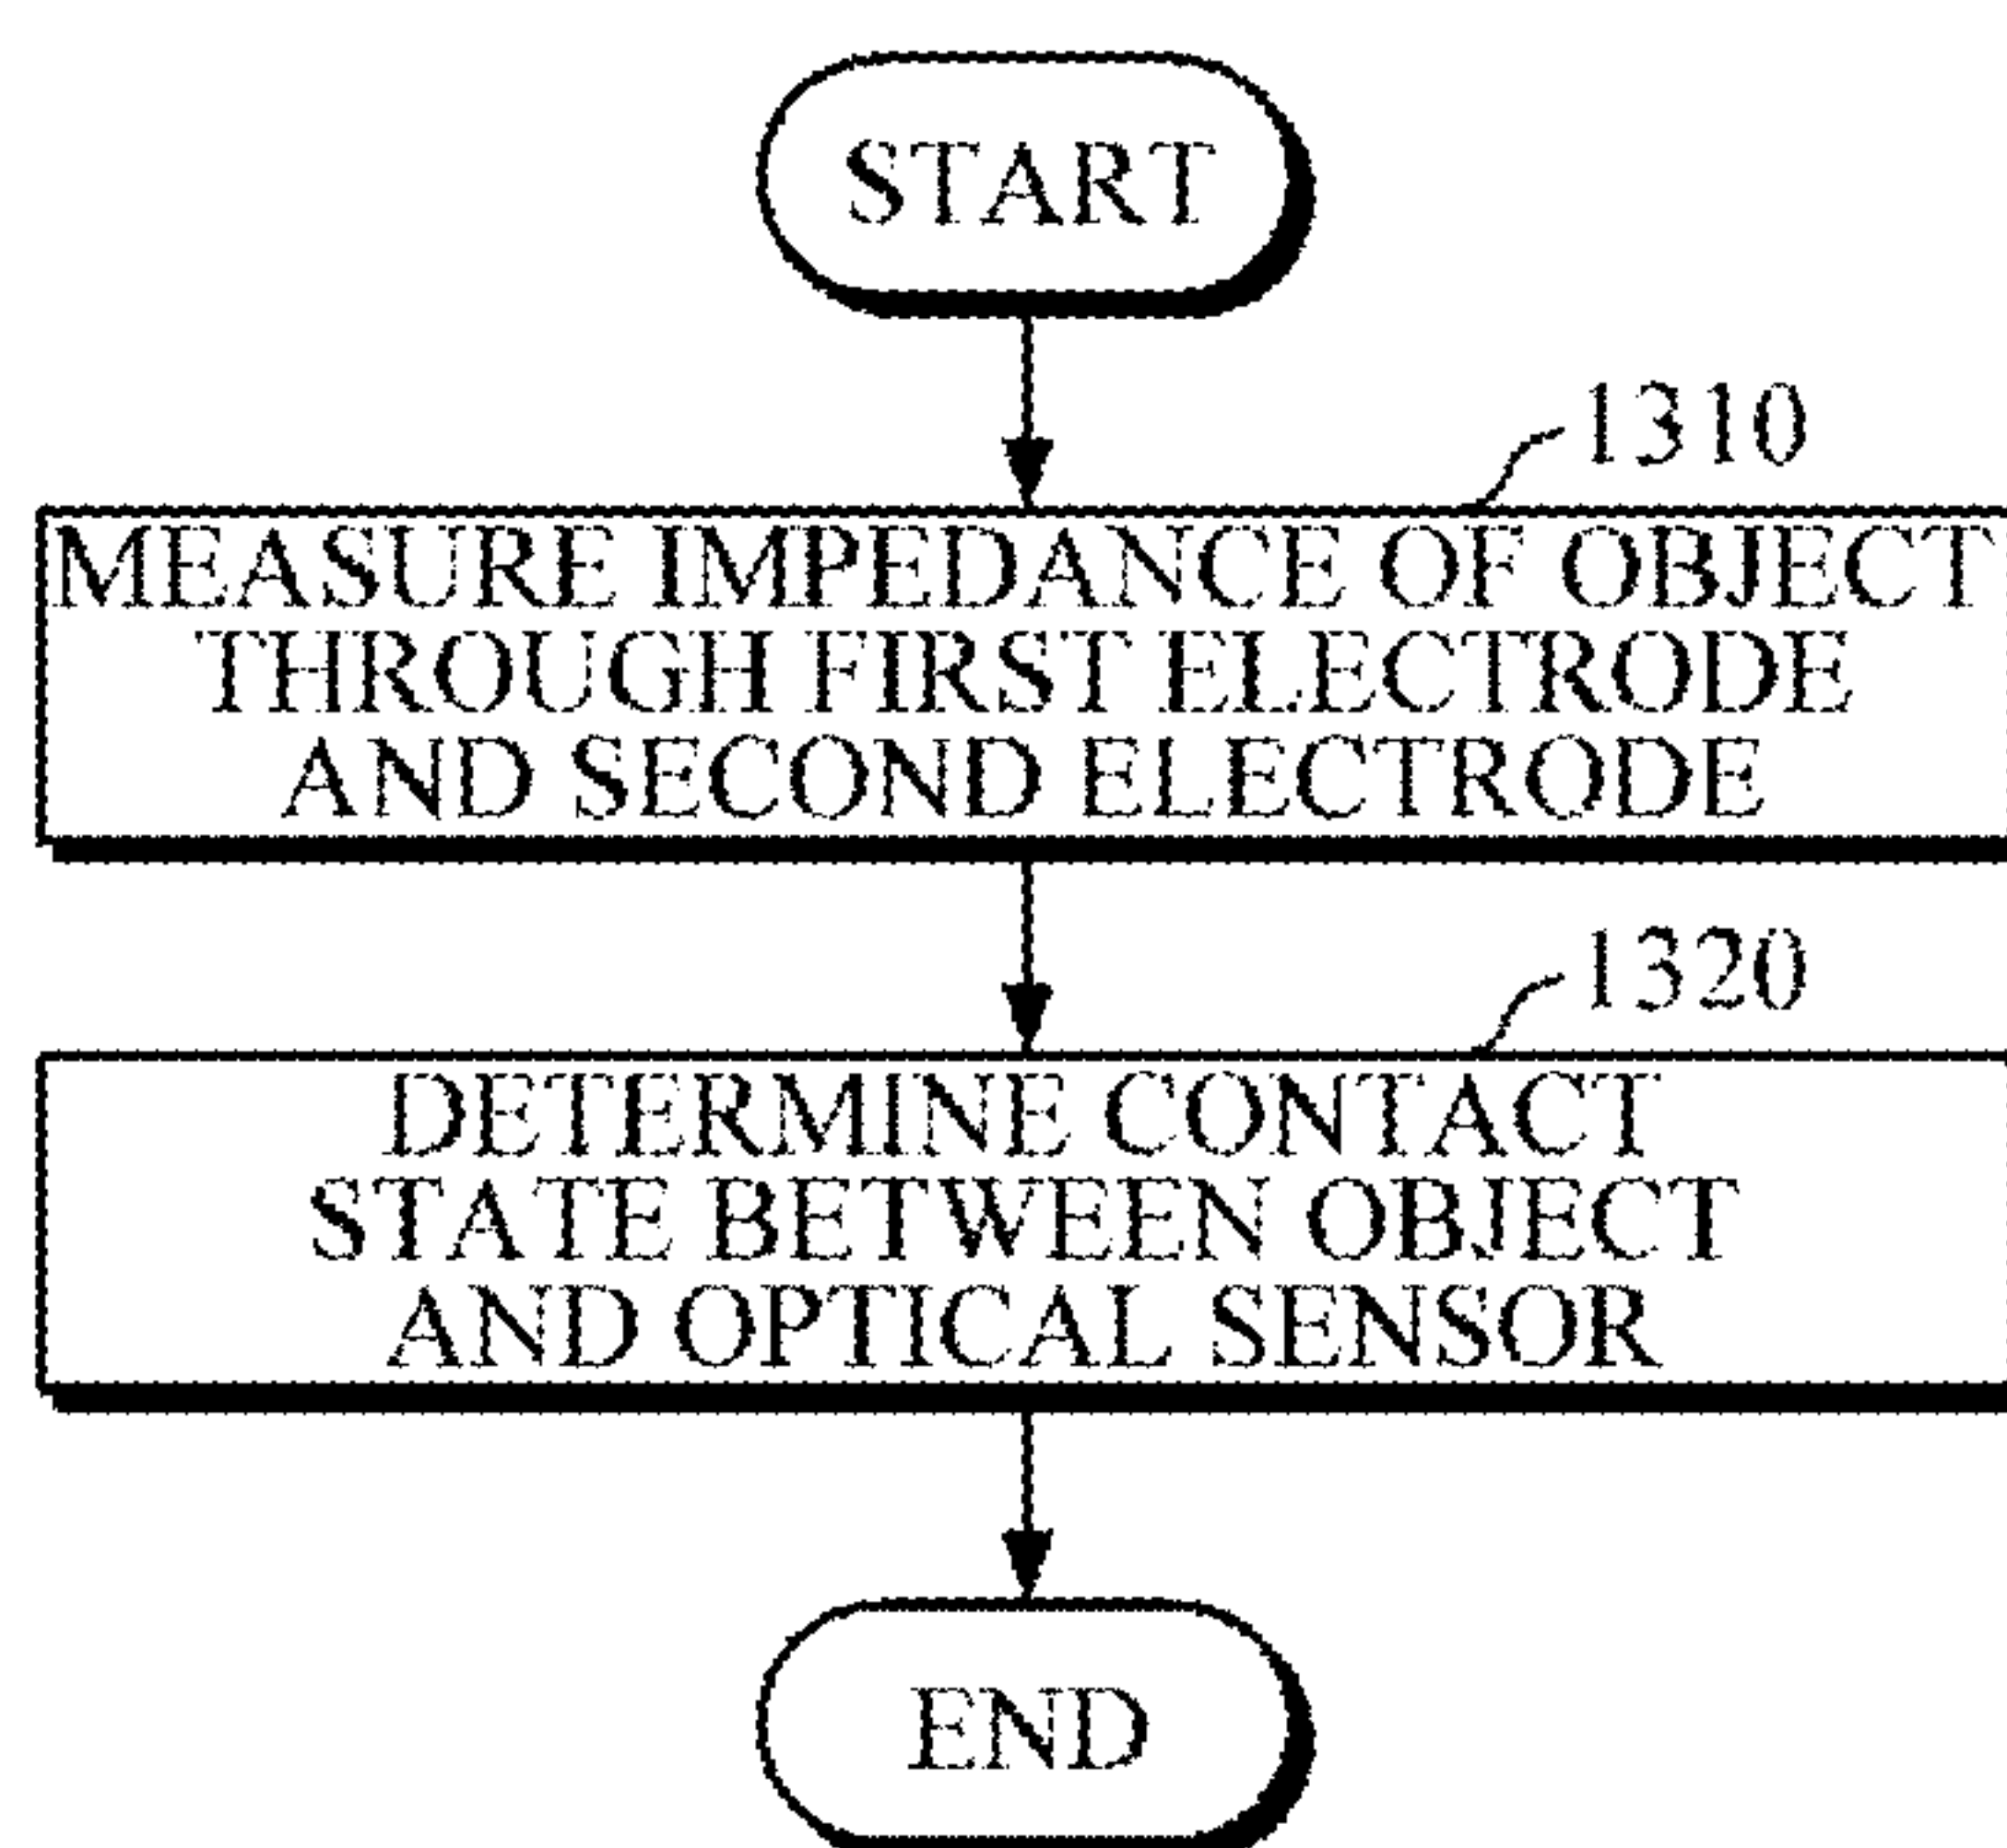 START
1310
MEASURE IMPEDANCE OF OBJECT
THROUGH FIRST ELECTRODE
AND SECOND ELECTRODE
1320
DETERMINE CONTACT
STATE BETWEEN OBJECT
AND OPTICAL SENSOR
END